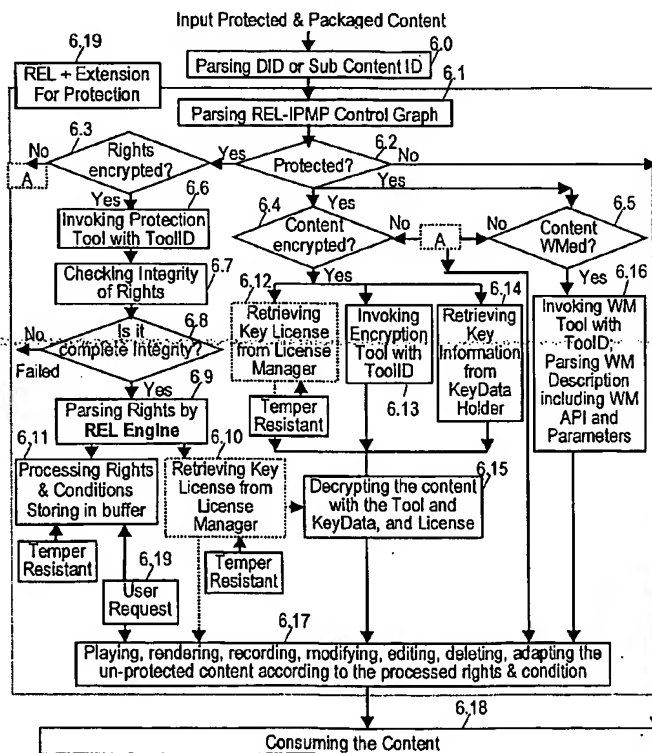 Input Protected & Packaged Content
6.19
6.0
REL + Extension
For Protection
Parsing DID or Sub Content ID
6.1
Parsing REL-IPMP Control Graph
6.3
No
Rights
encrypted?
Yes
6.2
Protected?
No
A
Yes
6.6
Invoking Protection
Tool with ToolID
Yes
Yes
6.4
Content
encrypted?
No
A
No
6.5
Content
WMed?
6.7
Checking Integrity
of Rights
Yes
Yes
6.12
Retrieving
Key License
from License
Manager
Invoking
Encryption
Tool with
ToolID
6.13
6.14
Retrieving
Key
Information
from
KeyData
Holder
6.16
Invoking WM
Tool with
ToolD;
Parsing WM
Description
including WM
API and
Parameters
No
Failed
6.8
Is it
complete Integrity?
Yes
Temper
Resistant
6.9
Parsing Rights by
REL ENGINE
6.11
Processing Rights
& Conditions
Storing in buffer
6.10
Retrieving Key
License from
License
Manager
6.15
Decrypting the content
with the Tool and
KeyData, and License
Temper
Resistant
6.19
User
Request
Temper
Resistant
6.17
Playing, rendering, recording, modifying, editing, deleting, adapting the
un-protected content according to the processed rights & condition
6.18
Consuming the Content